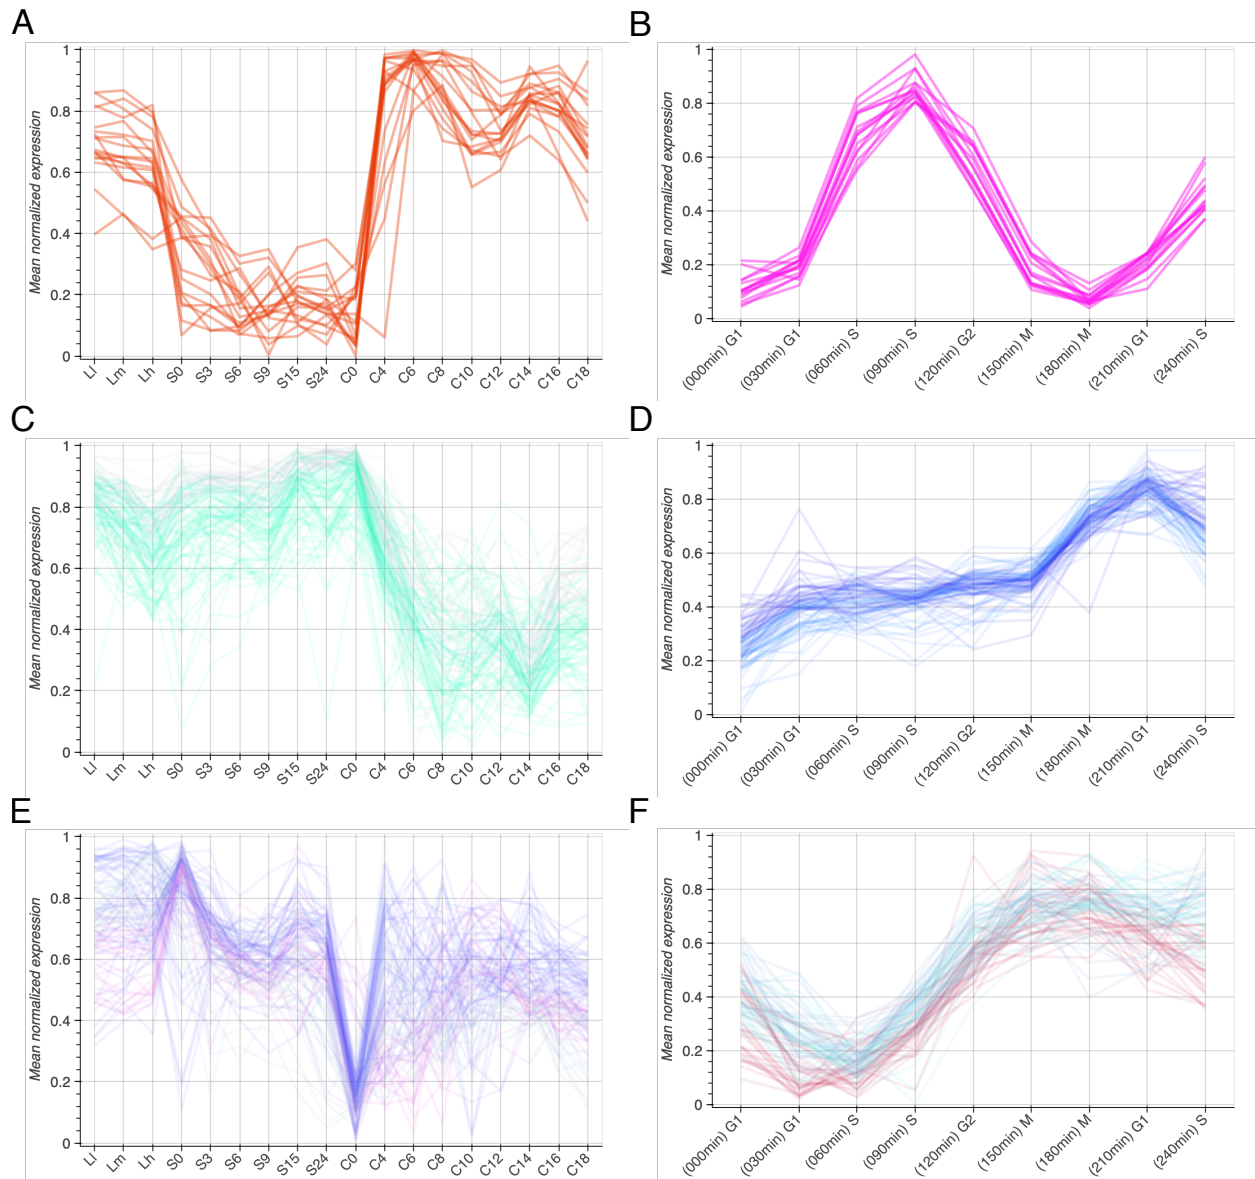 A
Mean normalized expression
1
0.8
0.6
0.4
0.2
0
Ll Lm Lh S0 S3 S6 S9 S15 S24 C0 C4 C6 C8 C10 C12 C14 C16 C18
B
Mean normalized expression
1
0.8
0.6
0.4
0.2
0
(000min) G1 (030min) G1 (060min) S (090min) S (120min) G2 (150min) M (180min) M (210min) G1 (240min) S
C
Mean normalized expression
1
0.8
0.6
0.4
0.2
0
Ll Lm Lh S0 S3 S6 S9 S15 S24 C0 C4 C6 C8 C10 C12 C14 C16 C18
D
Mean normalized expression
1
0.8
0.6
0.4
0.2
0
(000min) G1 (030min) G1 (060min) S (090min) S (120min) G2 (150min) M (180min) M (210min) G1 (240min) S
E
Mean normalized expression
1
0.8
0.6
0.4
0.2
0
Ll Lm Lh S0 S3 S6 S9 S15 S24 C0 C4 C6 C8 C10 C12 C14 C16 C18
F
Mean normalized expression
1
0.8
0.6
0.4
0.2
0
(000min) G1 (030min) G1 (060min) S (090min) S (120min) G2 (150min) M (180min) M (210min) G1 (240min) S